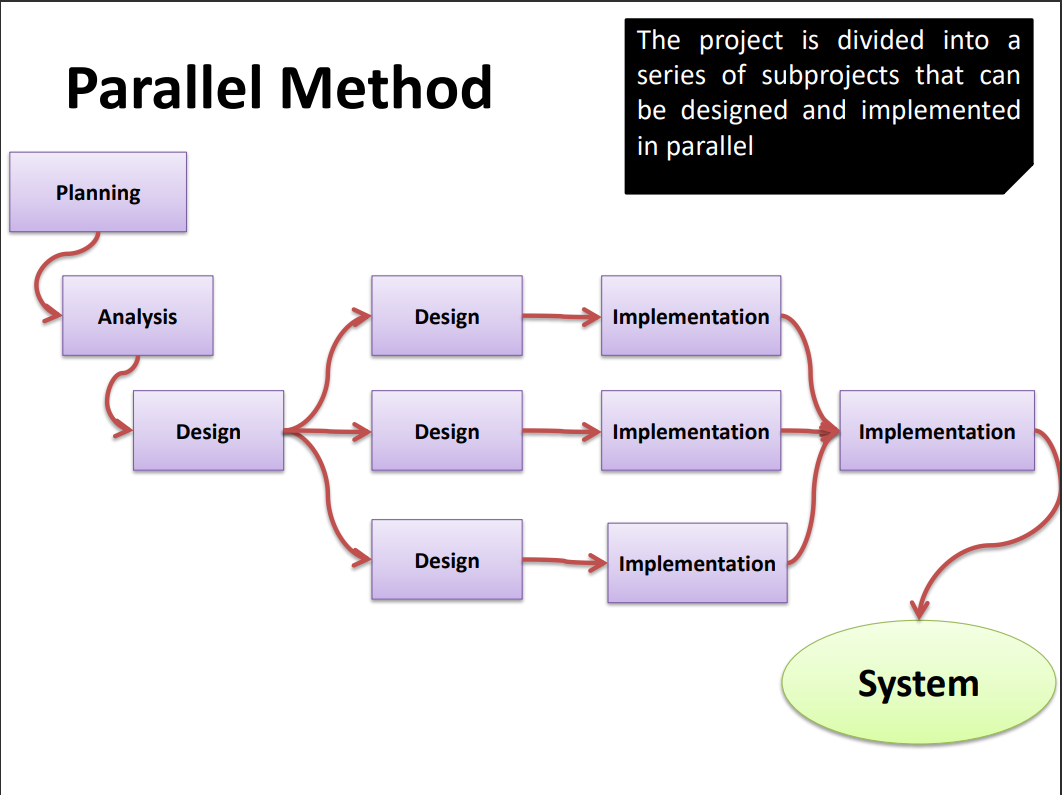 Parallel Method
The project is divided into a
series of subprojects that can
be designed and implemented
in parallel
Planning
Analysis
Design
Design
Implementation
Design
Implementation
Design
Implementation
Implementation
System